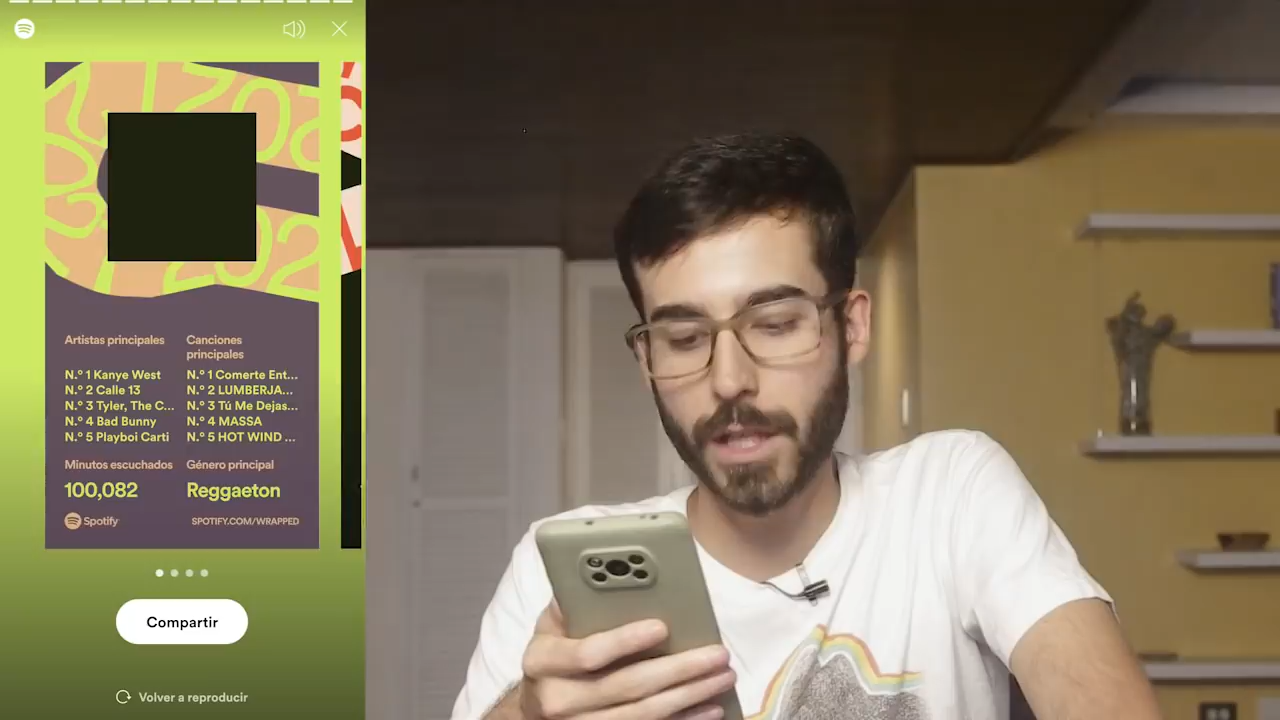 Artistas principales
N.º 1 Kanye West
N.º 2 Calle 13
N.º 3 Tyler, The C...
N.º 4 Bad Bunny
N.º 5 Playboi Carti
Canciones
principales
N.º 1 Comerte Ent...
N.º 2 LUMBERJA...
N.º 3 Tú Me Dejas...
N.º 4 MASSA
N.º 5 HOT WIND ...
Minutos escuchados
100,082
Género principal
Reggaeton
Spotify
SPOTIFY.COM/WRAPPED
Compartir
Volver a reproducir